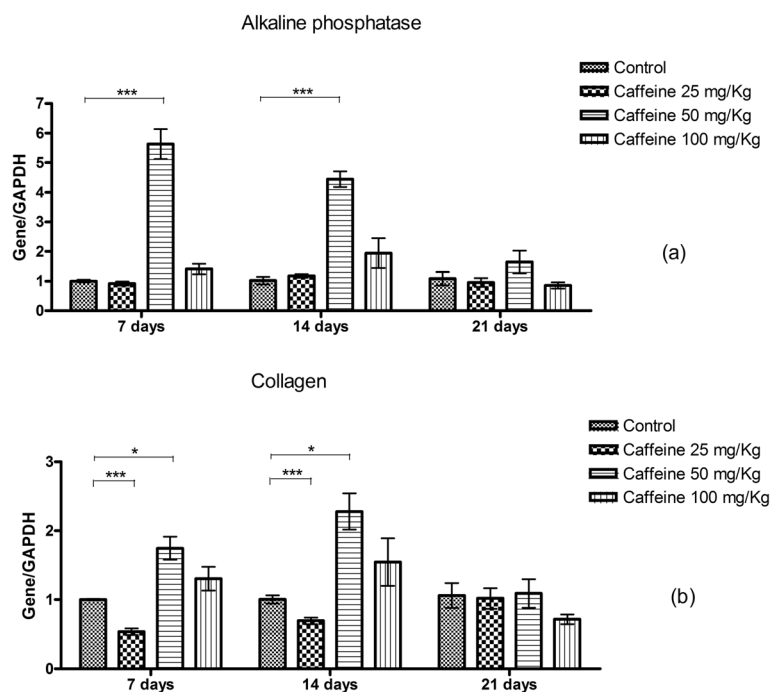 Alkaline phosphatase
Control
Caffeine 25 mg/Kg
Caffeine 50 mg/Kg
Caffeine 100 mg/Kg
Gene/GAPDH
7
6
5
4
3
2
1
0
***
***
7 days
14 days
21 days
(a)
Collagen
Control
Caffeine 25 mg/Kg
Caffeine 50 mg/Kg
Caffeine 100 mg/Kg
Gene/GAPDH
3
2
1
0
*
***
*
***
7 days
14 days
21 days
(b)